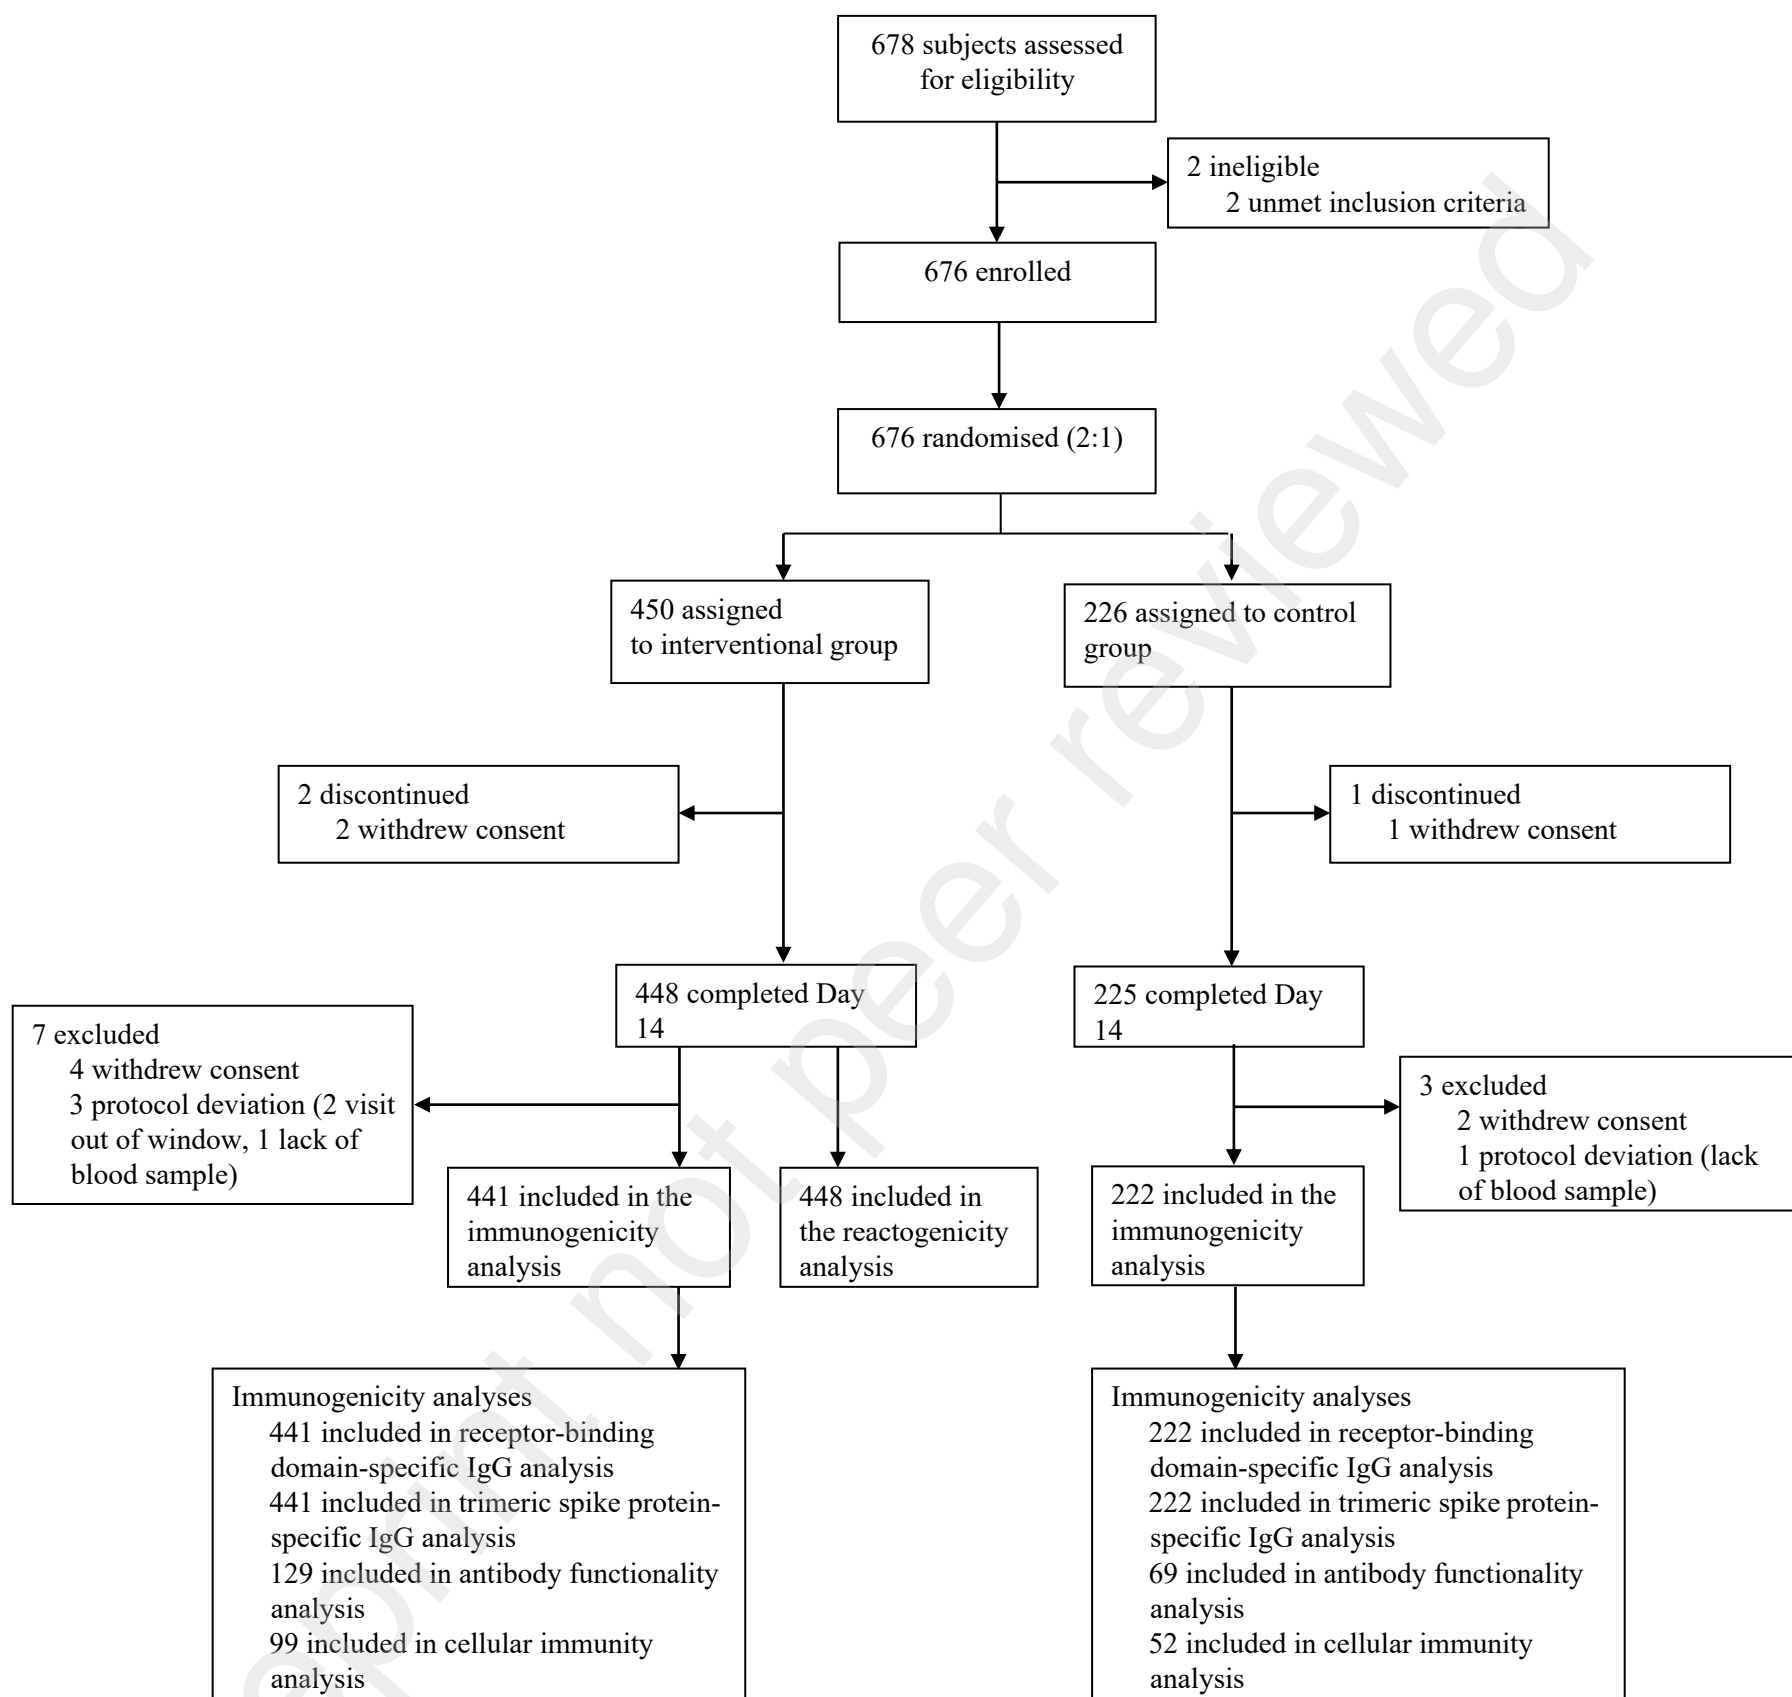 678 subjects assessed
for eligibility
2 ineligible
2 unmet inclusion criteria
676 enrolled
676 randomised (2:1)
450 assigned
to interventional group
226 assigned to control
group
2 discontinued
2 withdrew consent
1 discontinued
1 withdrew consent
448 completed Day
14
225 completed Day
14
7 excluded
4 withdrew consent
3 protocol deviation (2 visit
out of window, 1 lack of
blood sample)
3 excluded
2 withdrew consent
1 protocol deviation (lack
of blood sample)
441 included in the
immunogenicity
analysis
448 included in
the reactogenicity
analysis
222 included in the
immunogenicity
analysis
Immunogenicity analyses
441 included in receptor-binding
domain-specific IgG analysis
441 included in trimeric spike protein-
specific IgG analysis
129 included in antibody functionality
analysis
99 included in cellular immunity
analysis
Immunogenicity analyses
222 included in receptor-binding
domain-specific IgG analysis
222 included in trimeric spike protein-
specific IgG analysis
69 included in antibody functionality
analysis
52 included in cellular immunity
analysis
eprint not peer reviewed